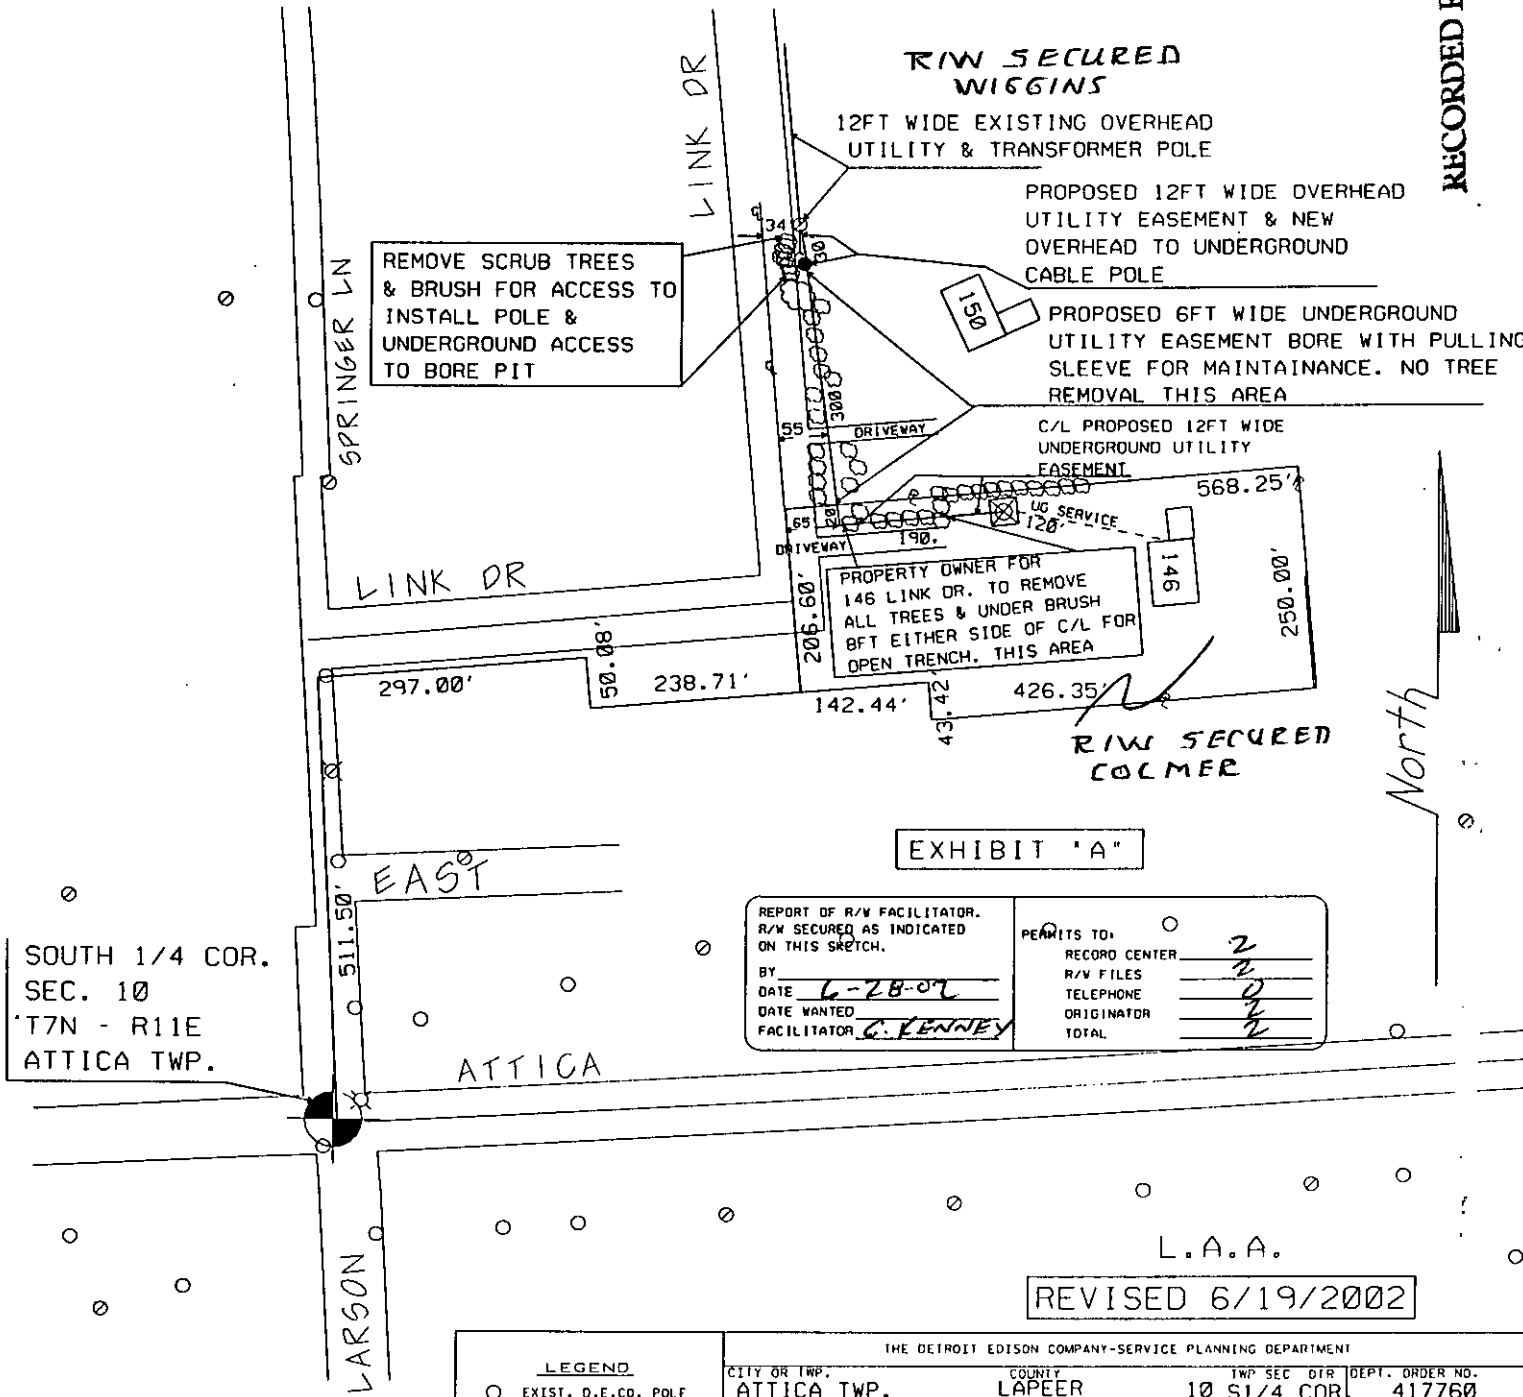 RECORDED
R/W SECURED
WIGGINS
12FT WIDE EXISTING OVERHEAD
UTILITY & TRANSFORMER POLE
LINK DR
PROPOSED 12FT WIDE OVERHEAD
UTILITY EASEMENT & NEW
OVERHEAD TO UNDERGROUND
CABLE POLE
REMOVE SCRUB TREES
& BRUSH FOR ACCESS TO
INSTALL POLE &
UNDERGROUND ACCESS
TO BORE PIT
34'
30'
150
PROPOSED 6FT WIDE UNDERGROUND
UTILITY EASEMENT BORE WITH PULLING
SLEEVE FOR MAINTAINANCE. NO TREE
REMOVAL THIS AREA
SPRINGER LN
300'
55
DRIVEWAY
C/L PROPOSED 12FT WIDE
UNDERGROUND UTILITY
EASEMENT
568.25'
UG SERVICE
120'
65
20'
DRIVEWAY
190.
146
250.00'
LINK DR
PROPERTY OWNER FOR
146 LINK DR. TO REMOVE
ALL TREES & UNDER BRUSH
8FT EITHER SIDE OF C/L FOR
OPEN TRENCH. THIS AREA
206.60'
297.00'
50.08'
238.71'
142.44'
43.42'
426.35'
R/W SECURED
COLMER
North
EXHIBIT "A"
EAST
511.50'
SOUTH 1/4 COR.
SEC. 10
T7N - R11E
ATTICA TWP.
REPORT OF R/W FACILITATOR.
R/W SECURED AS INDICATED
ON THIS SKETCH.
BY
DATE 6-28-02
DATE WANTED
FACILITATOR C. KENNEY
PERMITS TO:
RECORD CENTER 2
R/W FILES 2
TELEPHONE 0
ORIGINATOR 2
TOTAL 2
ATTICA
LARSON
L.A.A.
REVISED 6/19/2002
LEGEND
EXIST. D.E.CO. POLE
THE DETROIT EDISON COMPANY-SERVICE PLANNING DEPARTMENT
CITY OR TWP. COUNTY TWP SEC DTR DEPT. ORDER NO.
ATTICA TWP. LAPEER 10 S1/4 COR 417760